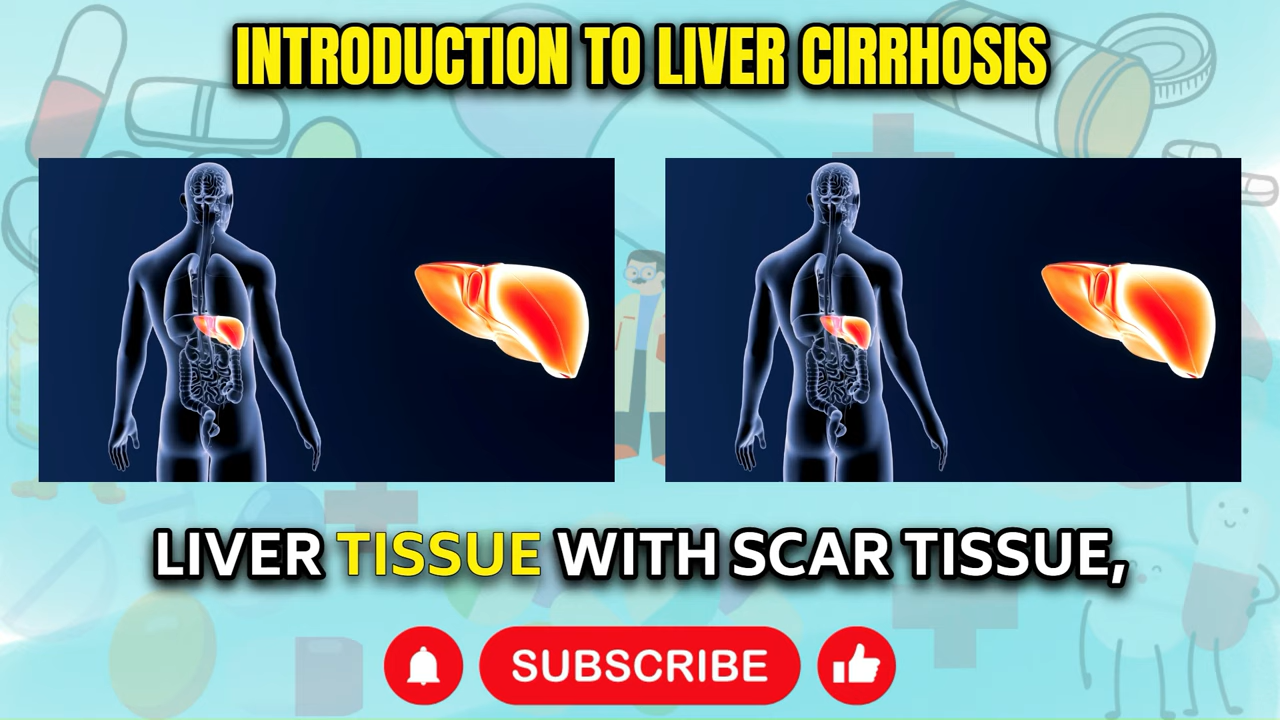 INTRODUCTION TO LIVER CIRRHOSIS
LIVER TISSUE WITH SCAR TISSUE,
SUBSCRIBE